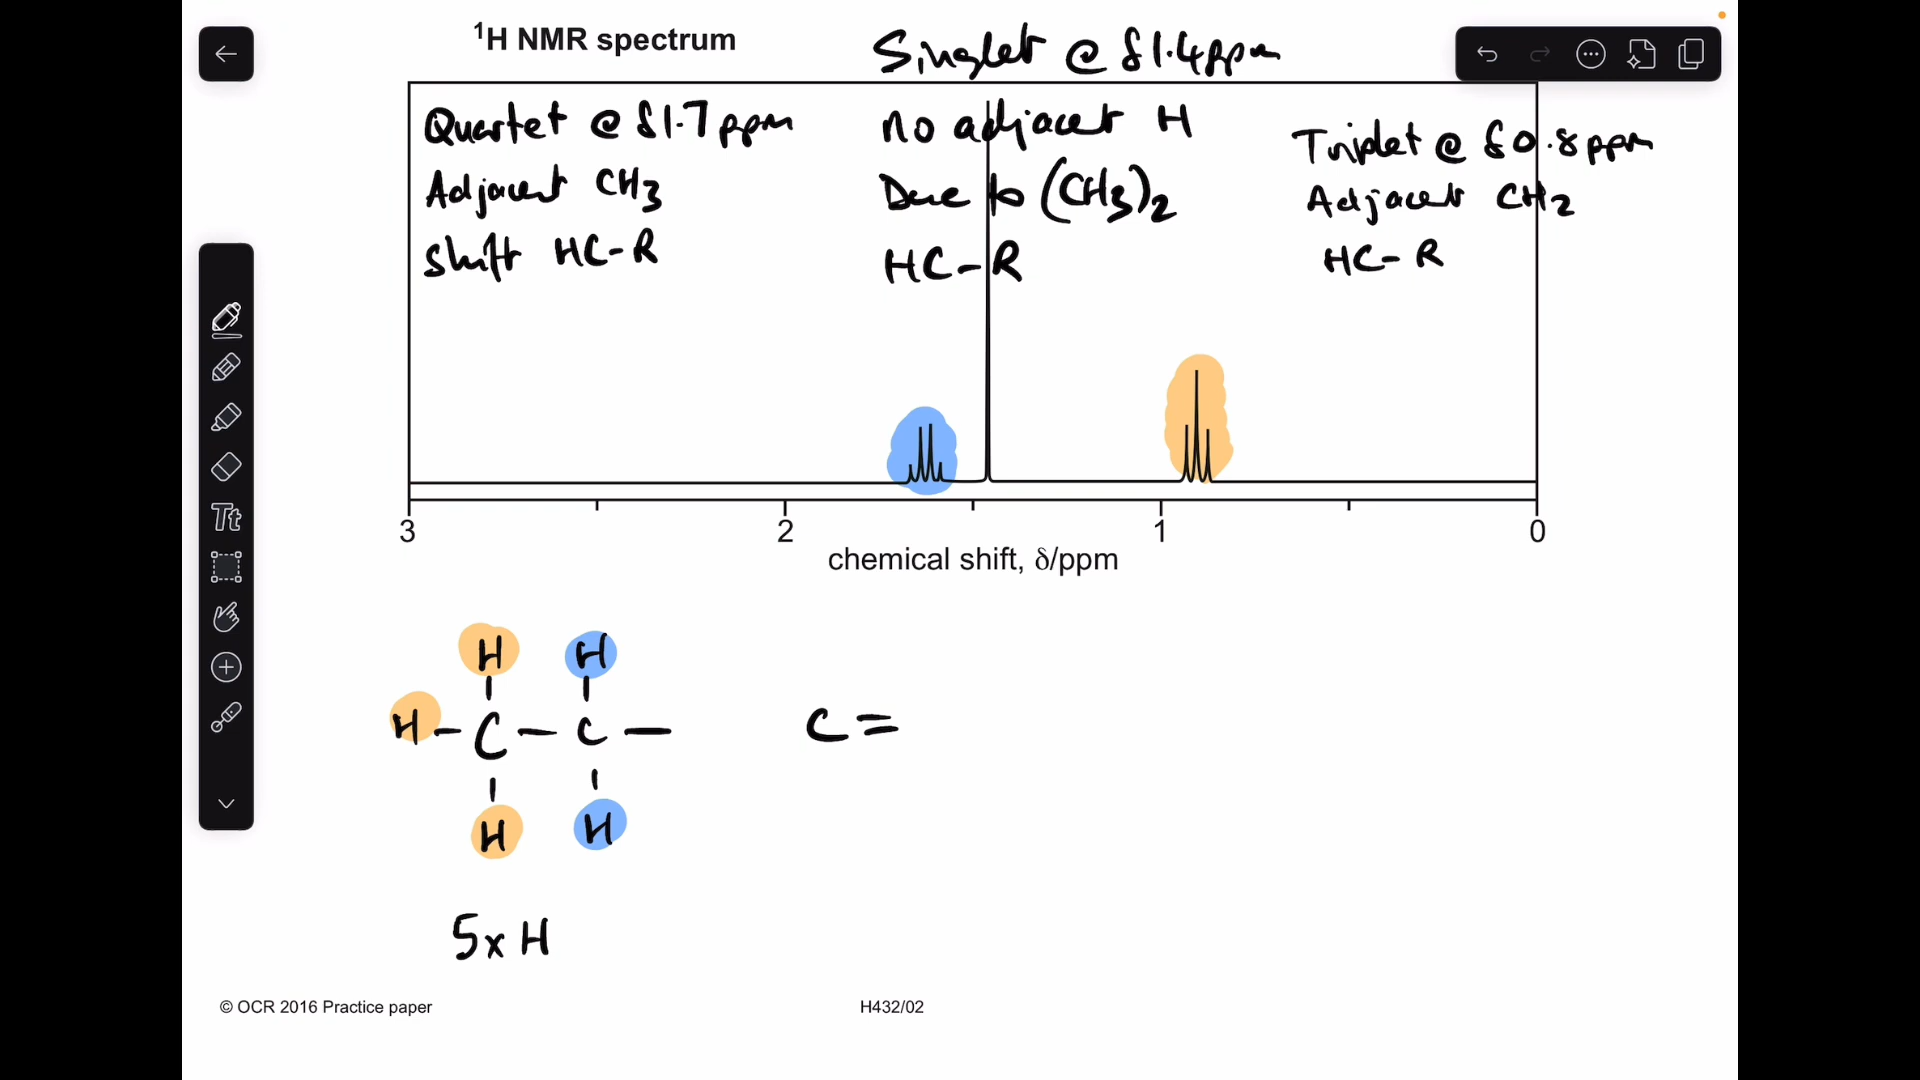 ¹H NMR spectrum
Singlet @ δ1.4ppm
Quartet @ δ1.7ppm
Adjacent CH3
Shift HC-R
no adjacent H
Due to (CH3)2
HC-R
Triplet @ δ0.8ppm
Adjacent CH2
HC-R
3 2 1 0
chemical shift, δ/ppm
H H
H-C-C-
H H
C=
5xH
Tt
© OCR 2016 Practice paper
H432/02